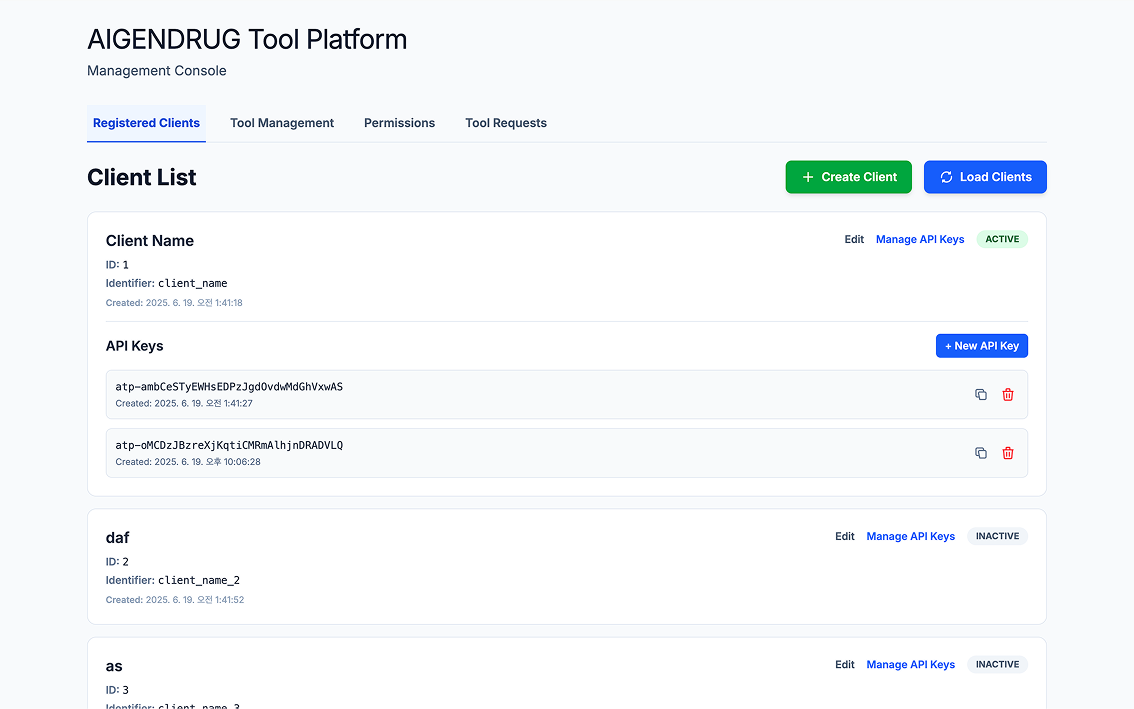 AIGENDRUG Tool Platform
Management Console
Registered Clients Tool Management Permissions Tool Requests
Client List + Create Client Load Clients
Client Name Edit Manage API Keys ACTIVE
ID: 1
Identifier: client_name
Created: 2025. 6. 19. 오전 1:41:18
API Keys + New API Key
atp-ambCeSTyEWHsEDPzJgdOvdwMdGhVxwAS
Created: 2025. 6. 19. 오전 1:41:27
atp-oMCDzJBzreXjKqtiCMRmAlhjnDRADVLQ
Created: 2025. 6. 19. 오후 10:06:28
daf Edit Manage API Keys INACTIVE
ID: 2
Identifier: client_name_2
Created: 2025. 6. 19. 오전 1:41:52
as Edit Manage API Keys INACTIVE
ID: 3
Identifier: client_name_3